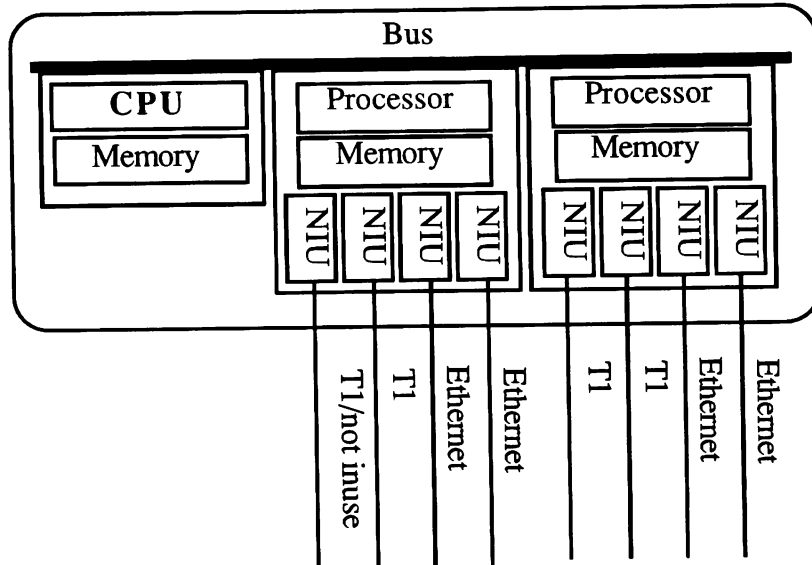 Bus
CPU
Memory
Processor
Memory
NIU
NIU
NIU
NIU
Processor
Memory
NIU
NIU
NIU
NIU
T1/not inuse
T1
Ethernet
Ethernet
T1
T1
Ethernet
Ethernet